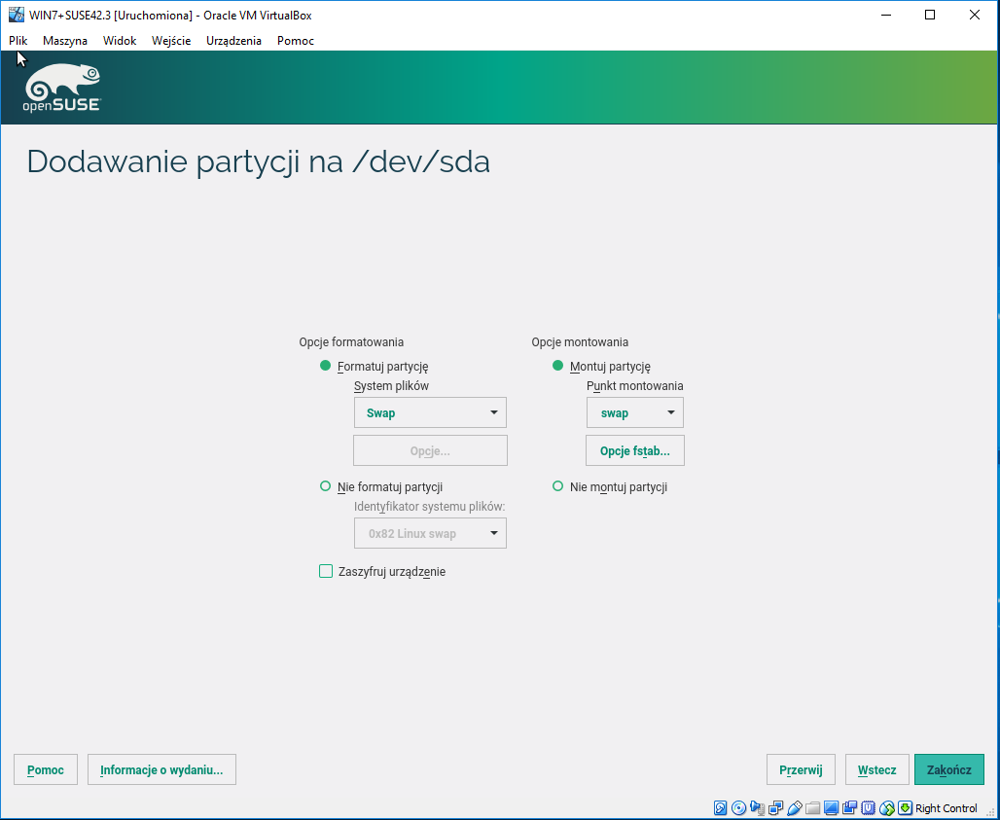 WIN7+SUSE42.3 [Uruchomiona] - Oracle VM VirtualBox
Plik Maszyna Widok Wejście Urządzenia Pomoc
openSUSE
Dodawanie partycji na /dev/sda
Opcje formatowania
Formatuj partycję
System plików
Swap
Opcje...
Nie formatuj partycji
Identyfikator systemu plików:
0x82 Linux swap
Zaszyfruj urządzenie
Opcje montowania
Montuj partycję
Punkt montowania
swap
Opcje fstab...
Nie montuj partycji
Pomoc Informacje o wydaniu... Przerwij Wstecz Zakończ
Right Control